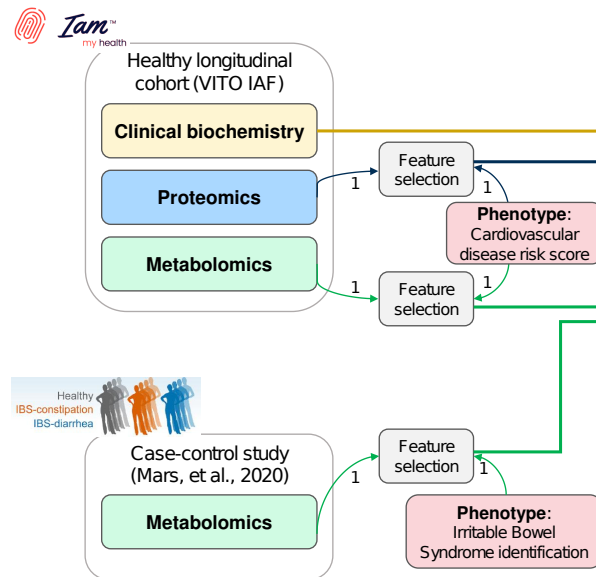 Iam™
my health
Healthy longitudinal
cohort (VITO IAF)
Clinical biochemistry
Proteomics
Metabolomics
1
1
Feature
selection
1
Phenotype:
Cardiovascular
disease risk score
1
Feature
selection
Healthy
IBS-constipation
IBS-diarrhea
Case-control study
(Mars, et al., 2020)
Metabolomics
1
Feature
selection
1
Phenotype:
Irritable Bowel
Syndrome identification